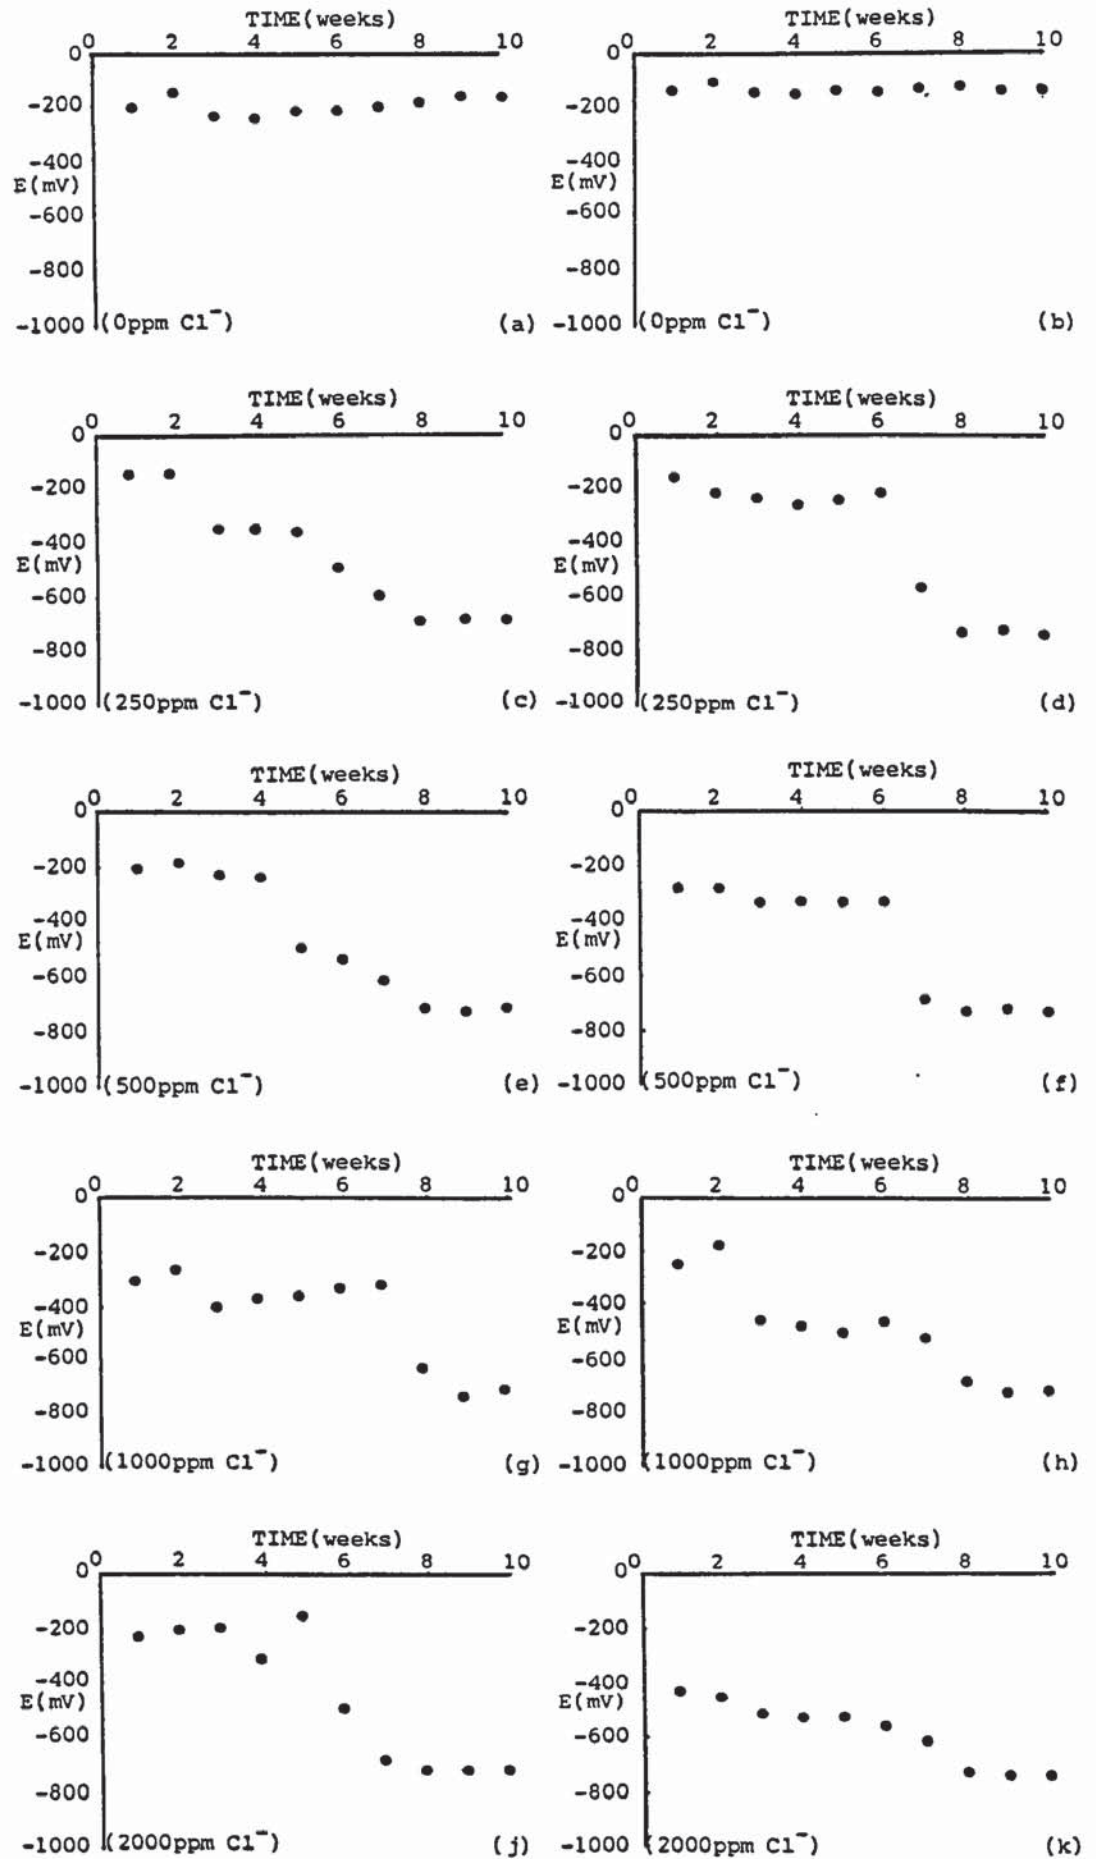 TIME(weeks)
0 2 4 6 8 10
0
-200
-400
E(mV)
-600
-800
-1000 (0ppm Cl⁻) (a)
TIME(weeks)
0 2 4 6 8 10
0
-200
-400
E(mV)
-600
-800
-1000 (0ppm Cl⁻) (b)
TIME(weeks)
0 2 4 6 8 10
0
-200
-400
E(mV)
-600
-800
-1000 (250ppm Cl⁻) (c)
TIME(weeks)
0 2 4 6 8 10
0
-200
-400
E(mV)
-600
-800
-1000 (250ppm Cl⁻) (d)
TIME(weeks)
0 2 4 6 8 10
0
-200
-400
E(mV)
-600
-800
-1000 (500ppm Cl⁻) (e)
TIME(weeks)
0 2 4 6 8 10
0
-200
-400
E(mV)
-600
-800
-1000 (500ppm Cl⁻) (f)
TIME(weeks)
0 2 4 6 8 10
0
-200
-400
E(mV)
-600
-800
-1000 (1000ppm Cl⁻) (g)
TIME(weeks)
0 2 4 6 8 10
0
-200
-400
E(mV)
-600
-800
-1000 (1000ppm Cl⁻) (h)
TIME(weeks)
0 2 4 6 8 10
0
-200
-400
E(mV)
-600
-800
-1000 (2000ppm Cl⁻) (j)
TIME(weeks)
0 2 4 6 8 10
0
-200
-400
E(mV)
-600
-800
-1000 (2000ppm Cl⁻) (k)